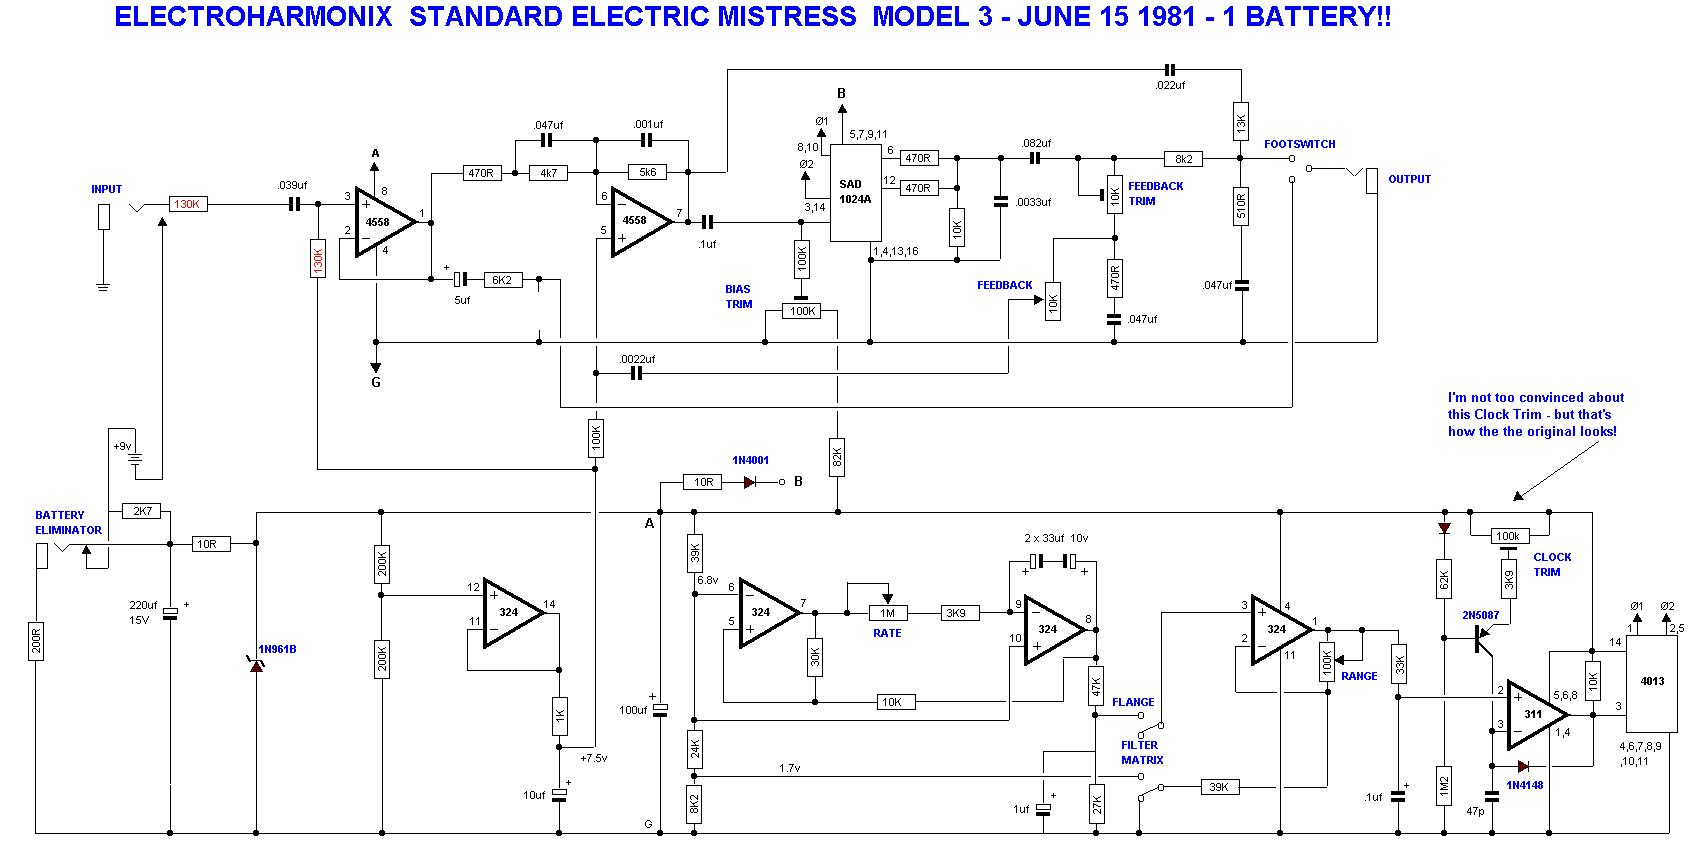 ELECTROHARMONIX STANDARD ELECTRIC MISTRESS MODEL 3 - JUNE 15 1981 - 1 BATTERY!!
.022uf
13K
B
Ø1
5,7,9,11
8,10
Ø2
SAD
1024A
3,14
6
12
470R
470R
1,4,13,16
10K
.0033uf
.082uf
8k2
FOOTSWITCH
OUTPUT
FEEDBACK
TRIM
10K
510R
.047uf
470R
.047uf
FEEDBACK
10K
INPUT
130K
.039uf
130K
A
8
3
+
2
−
4558
1
4
+
5uf
6K2
G
470R
.047uf
4k7
.001uf
5k6
6
−
5
+
4558
7
.1uf
100K
BIAS
TRIM
100K
.0022uf
100K
82K
I'm not too convinced about
this Clock Trim - but that's
how the the original looks!
+9v
2K7
BATTERY
ELIMINATOR
10R
220uf
15V
+
200R
1N961B
200K
200K
12
+
11
−
324
14
1K
+7.5v
10uf
+
1N4001
10R
B
A
100uf
+
G
39K
6.8v
24K
1.7v
8K2
6
−
5
+
324
7
30K
10K
1M
RATE
3K9
2 x 33uf 10v
+
+
9
−
10
+
324
8
47K
27K
1uf
+
FLANGE
FILTER
MATRIX
39K
3
+
2
−
324
4
1
11
100K
RANGE
33K
.1uf
+
62K
1M2
100k
CLOCK
TRIM
3K9
2N5087
2
+
3
−
311
5,6,8
1,4
1N4148
47p
10K
Ø1
Ø2
1
2,5
14
3
4013
4,6,7,8,9
,10,11